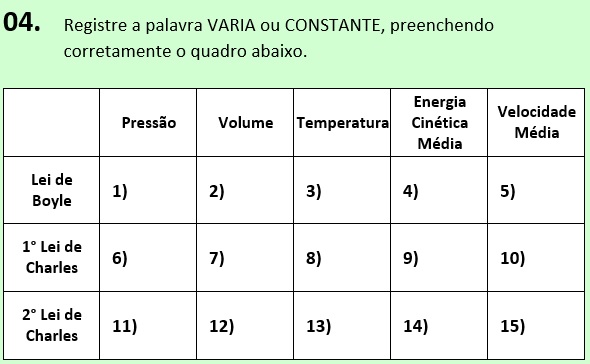 04. Registre a palavra VARIA ou CONSTANTE, preenchendo
corretamente o quadro abaixo.
Pressão Volume Temperatura Energia Cinética Média Velocidade Média
Lei de Boyle 1) 2) 3) 4) 5)
1° Lei de Charles 6) 7) 8) 9) 10)
2° Lei de Charles 11) 12) 13) 14) 15)